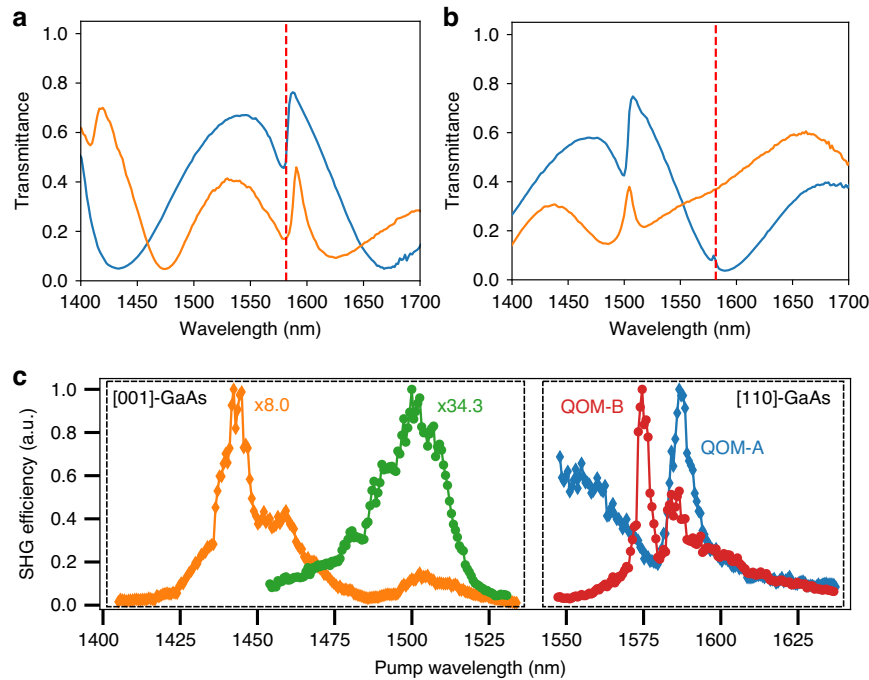 a
b
1.0
0.8
0.6
0.4
0.2
0.0
Transmittance
1400 1450 1500 1550 1600 1650 1700
Wavelength (nm)
1.0
0.8
0.6
0.4
0.2
0.0
Transmittance
1400 1450 1500 1550 1600 1650 1700
Wavelength (nm)
c
1.0
0.8
0.6
0.4
0.2
0.0
SHG efficiency (a.u.)
[001]-GaAs
x8.0
x34.3
QOM-B
[110]-GaAs
QOM-A
1400 1425 1450 1475 1500 1525 1550 1575 1600 1625
Pump wavelength (nm)